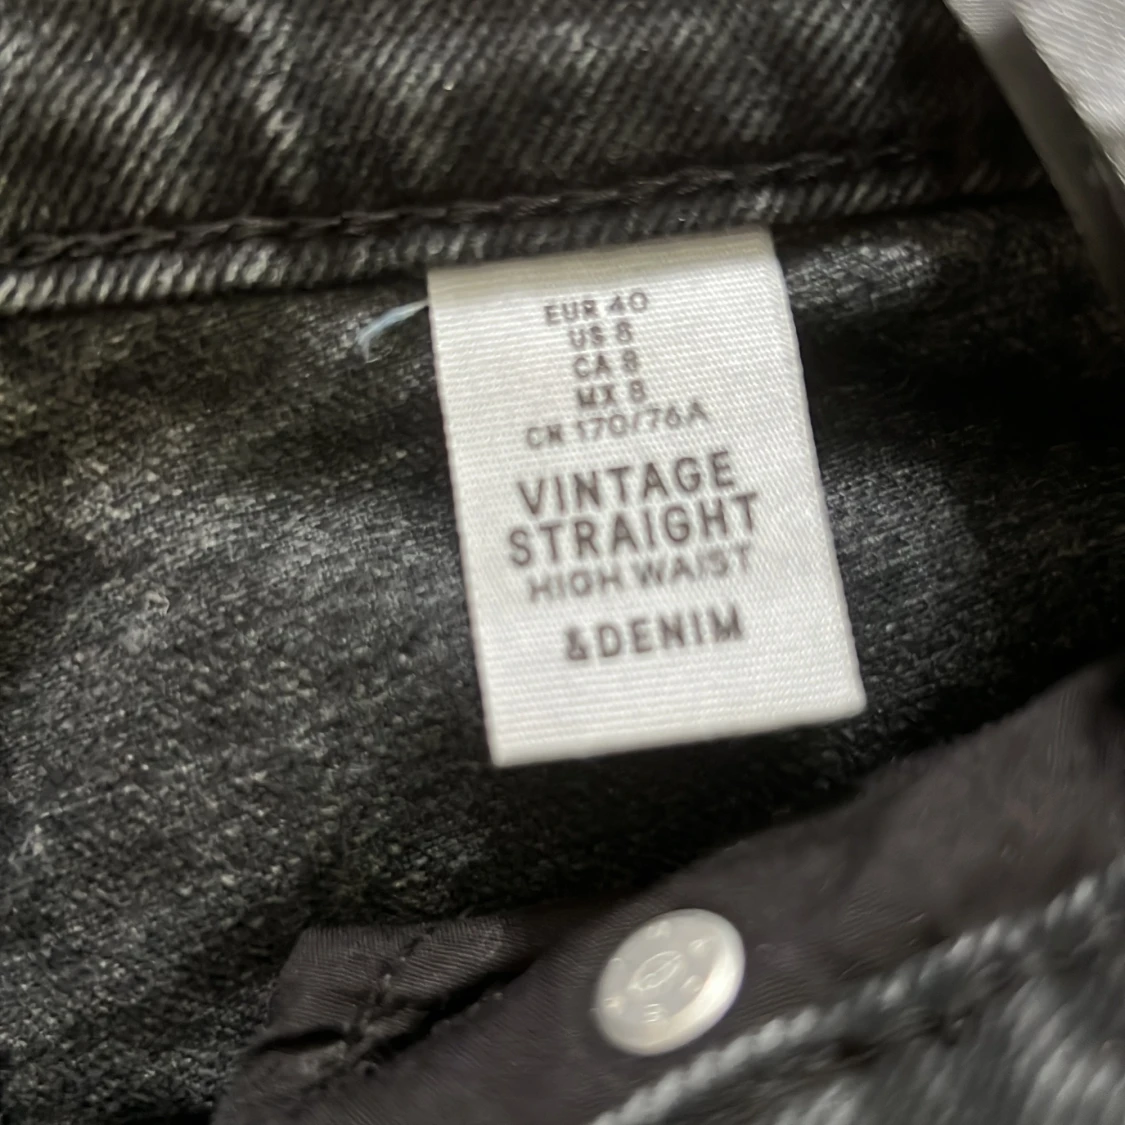 EUR 40
US 8
CA 8
MX 8
CN 170/76A
VINTAGE
STRAIGHT
HIGH WAIST
&DENIM